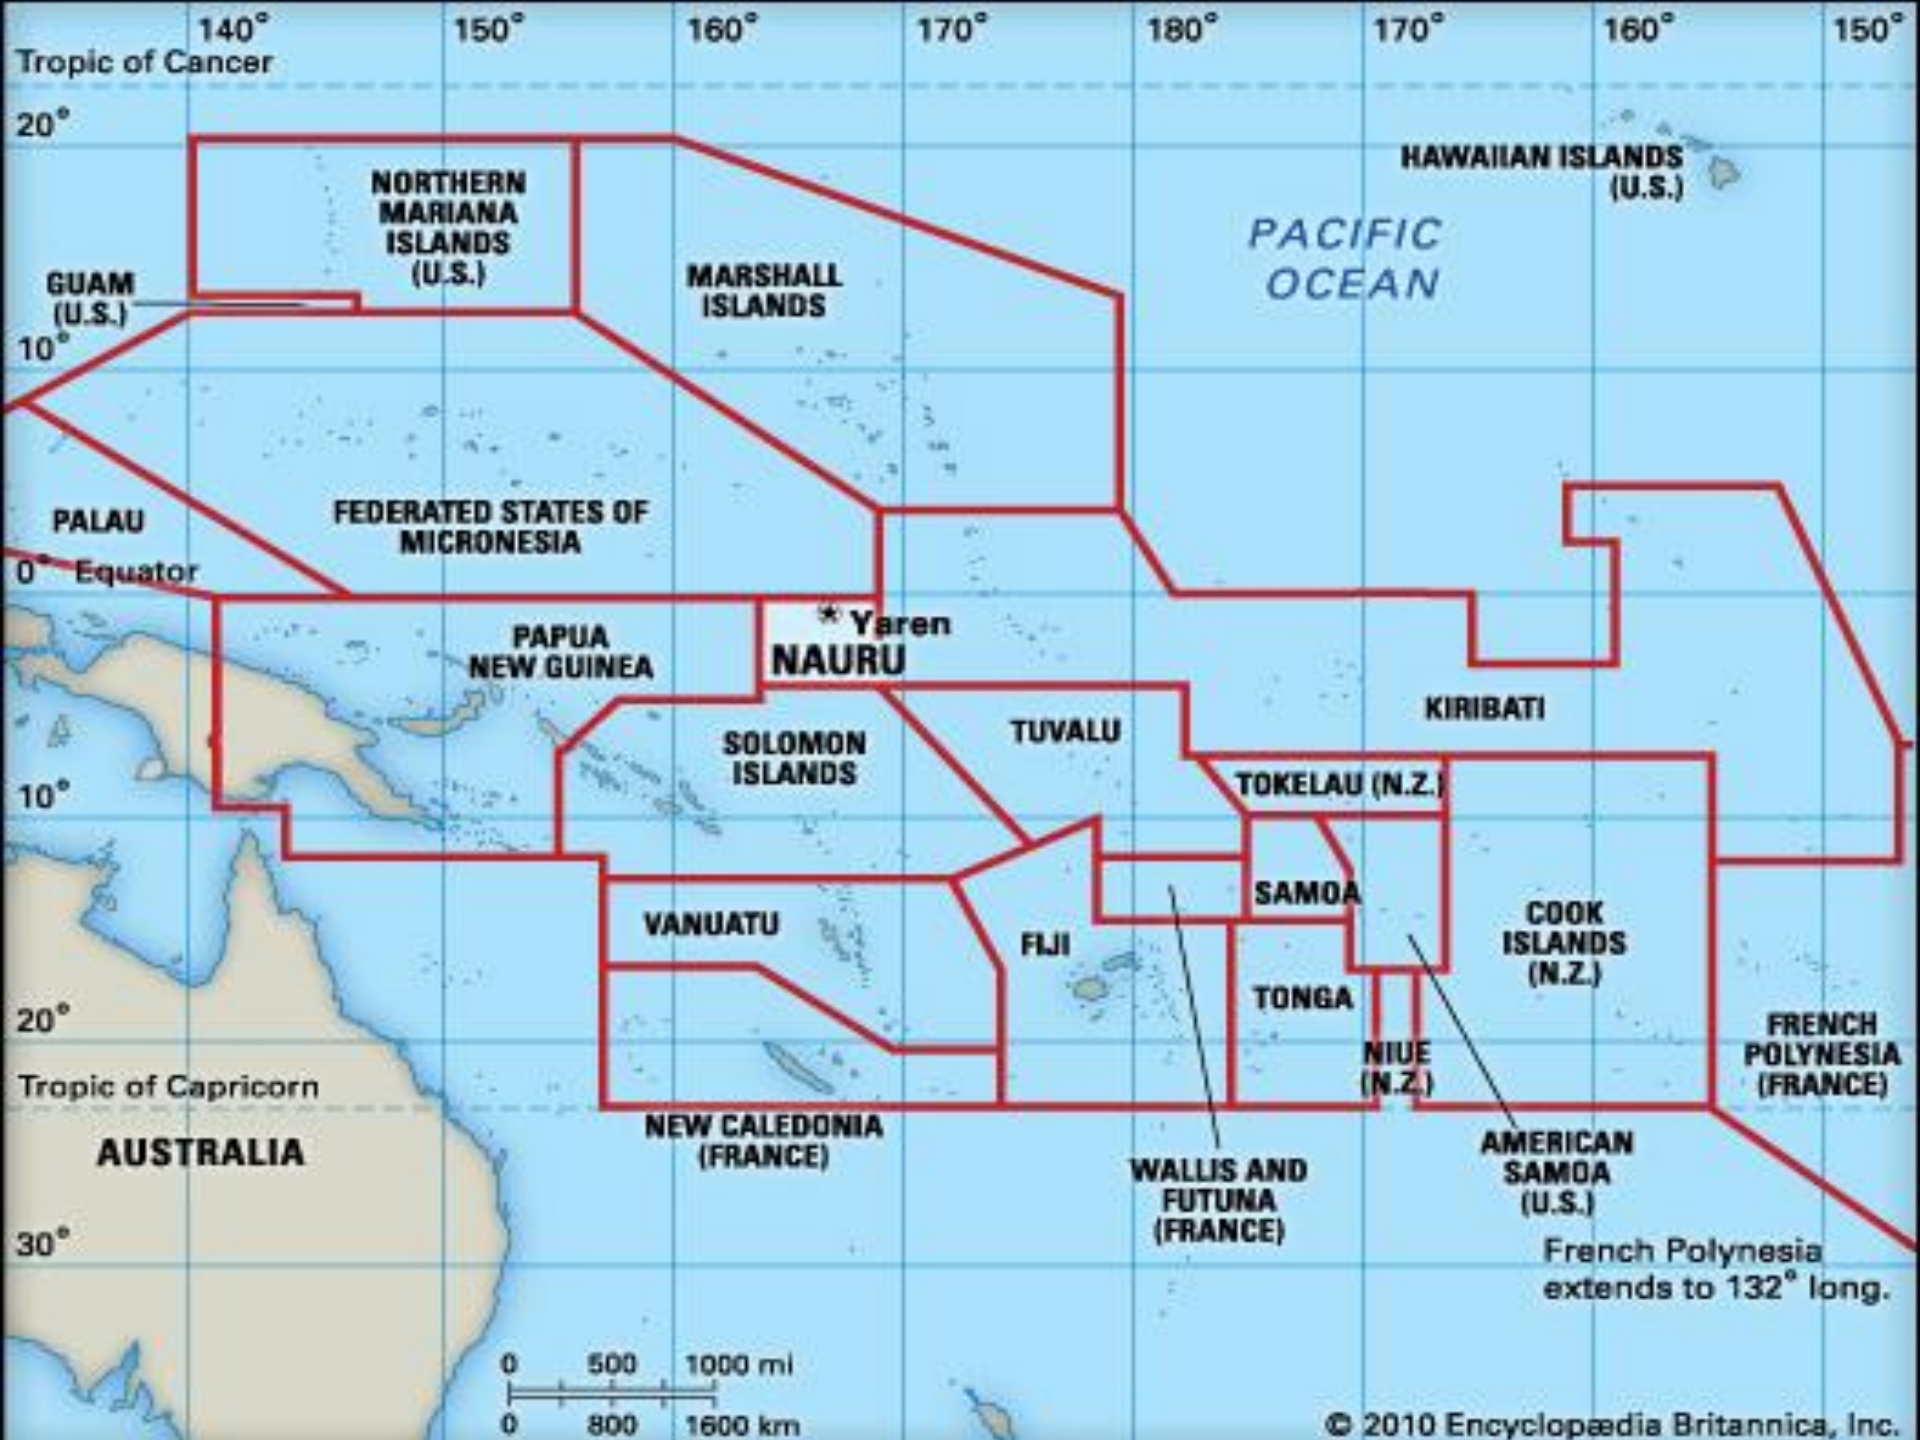 140° 150° 160° 170° 180° 170° 160° 150°
Tropic of Cancer
20°
HAWAIIAN ISLANDS
(U.S.)
NORTHERN
MARIANA
ISLANDS
(U.S.)
PACIFIC
OCEAN
GUAM
(U.S.)
MARSHALL
ISLANDS
10°
PALAU
FEDERATED STATES OF
MICRONESIA
0° Equator
Yaren
NAURU
PAPUA
NEW GUINEA
KIRIBATI
TUVALU
SOLOMON
ISLANDS
TOKELAU (N.Z.)
10°
SAMOA
VANUATU
FIJI
COOK
ISLANDS
(N.Z.)
TONGA
20°
NIUE
(N.Z.)
FRENCH
POLYNESIA
(FRANCE)
Tropic of Capricorn
AUSTRALIA
NEW CALEDONIA
(FRANCE)
WALLIS AND
FUTUNA
(FRANCE)
AMERICAN
SAMOA
(U.S.)
30°
French Polynesia
extends to 132° long.
0 500 1000 mi
0 800 1600 km
© 2010 Encyclopædia Britannica, Inc.